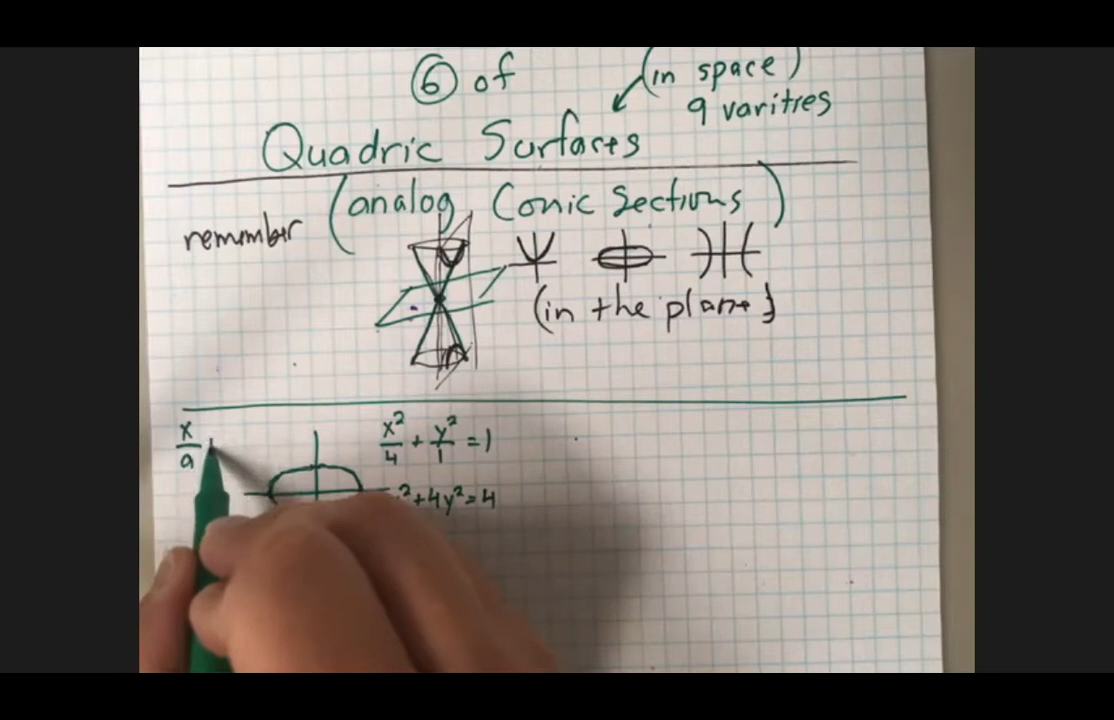 ⑥ of
(in space)
9 varitres
Quadric Surfaces
(analog Conic Sections)
remember
(in the plane)
x/a
x²/4 + y²/1 = 1
²+4y²=4